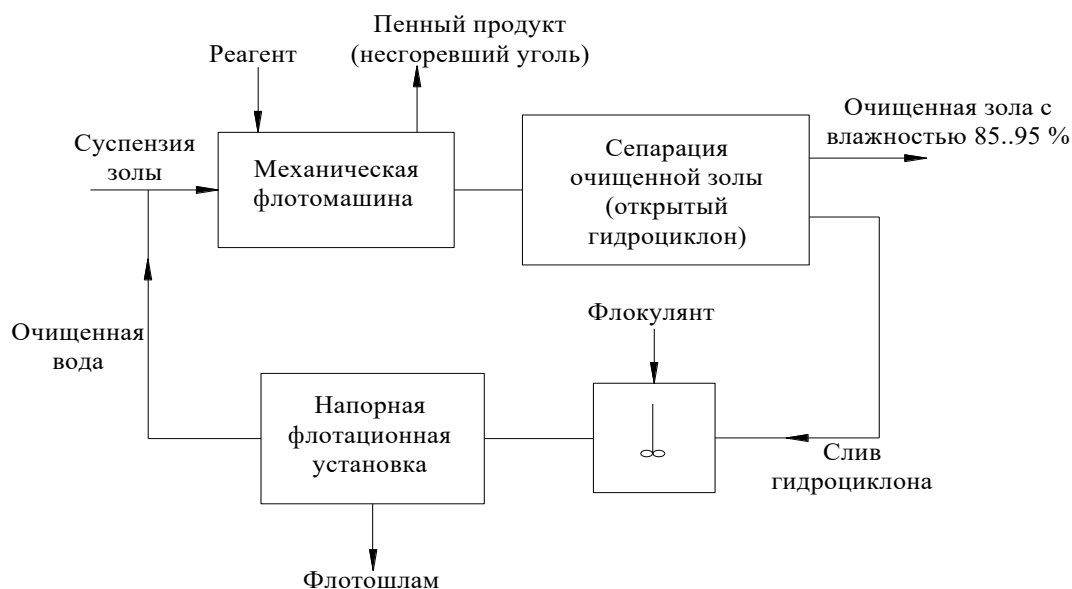 Пенный продукт
(несгоревший уголь)
Реагент
Очищенная зола с
влажностью 85..95 %
Суспензия
золы
Механическая
флотомашина
Сепарация
очищенной золы
(открытый
гидроциклон)
Флокулянт
Очищенная
вода
Напорная
флотационная
установка
Слив
гидроциклона
Флотошлам